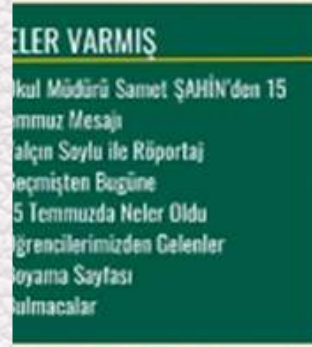 ELER VARMIŞ
kul Müdürü Samet ŞAHİN'den 15
emmuz Mesajı
alçın Soylu ile Röportaj
eçmişten Bugüne
5 Temmuzda Neler Oldu
ğrencilerimizden Gelenler
oyama Sayfası
ulmacalar